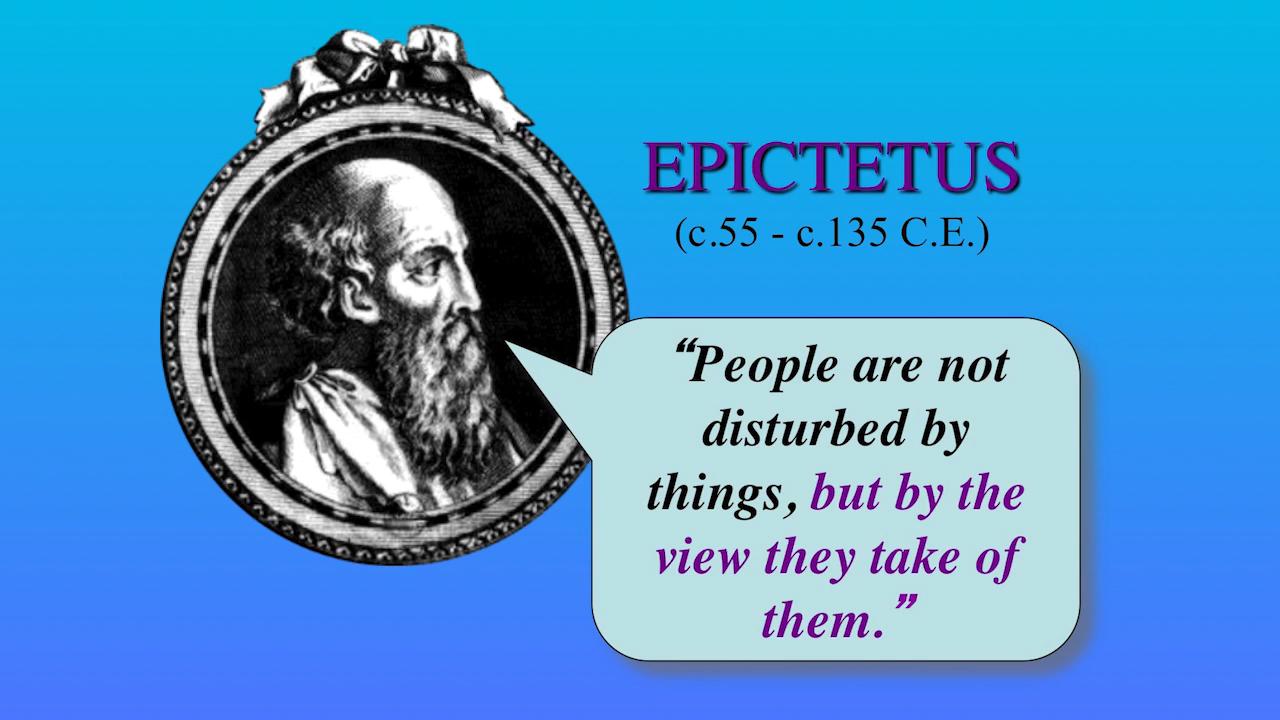 EPICTETUS
(c.55 - c.135 C.E.)
“People are not
disturbed by
things, but by the
view they take of
them.”